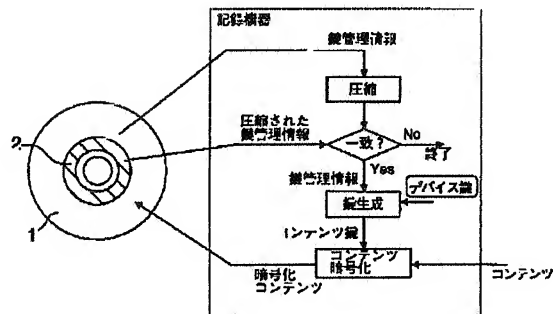 記録機器
鍵管理情報
圧縮
圧縮された
鍵管理情報
一致?
No
終了
Yes
鍵管理情報
デバイス鍵
鍵生成
コンテンツ鍵
コンテンツ
暗号化
暗号化
コンテンツ
コンテンツ
2
1